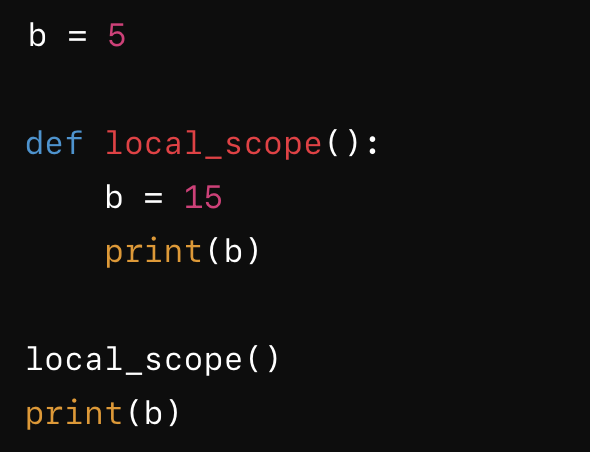 b = 5
def local_scope():
    b = 15
    print(b)
local_scope()
print(b)